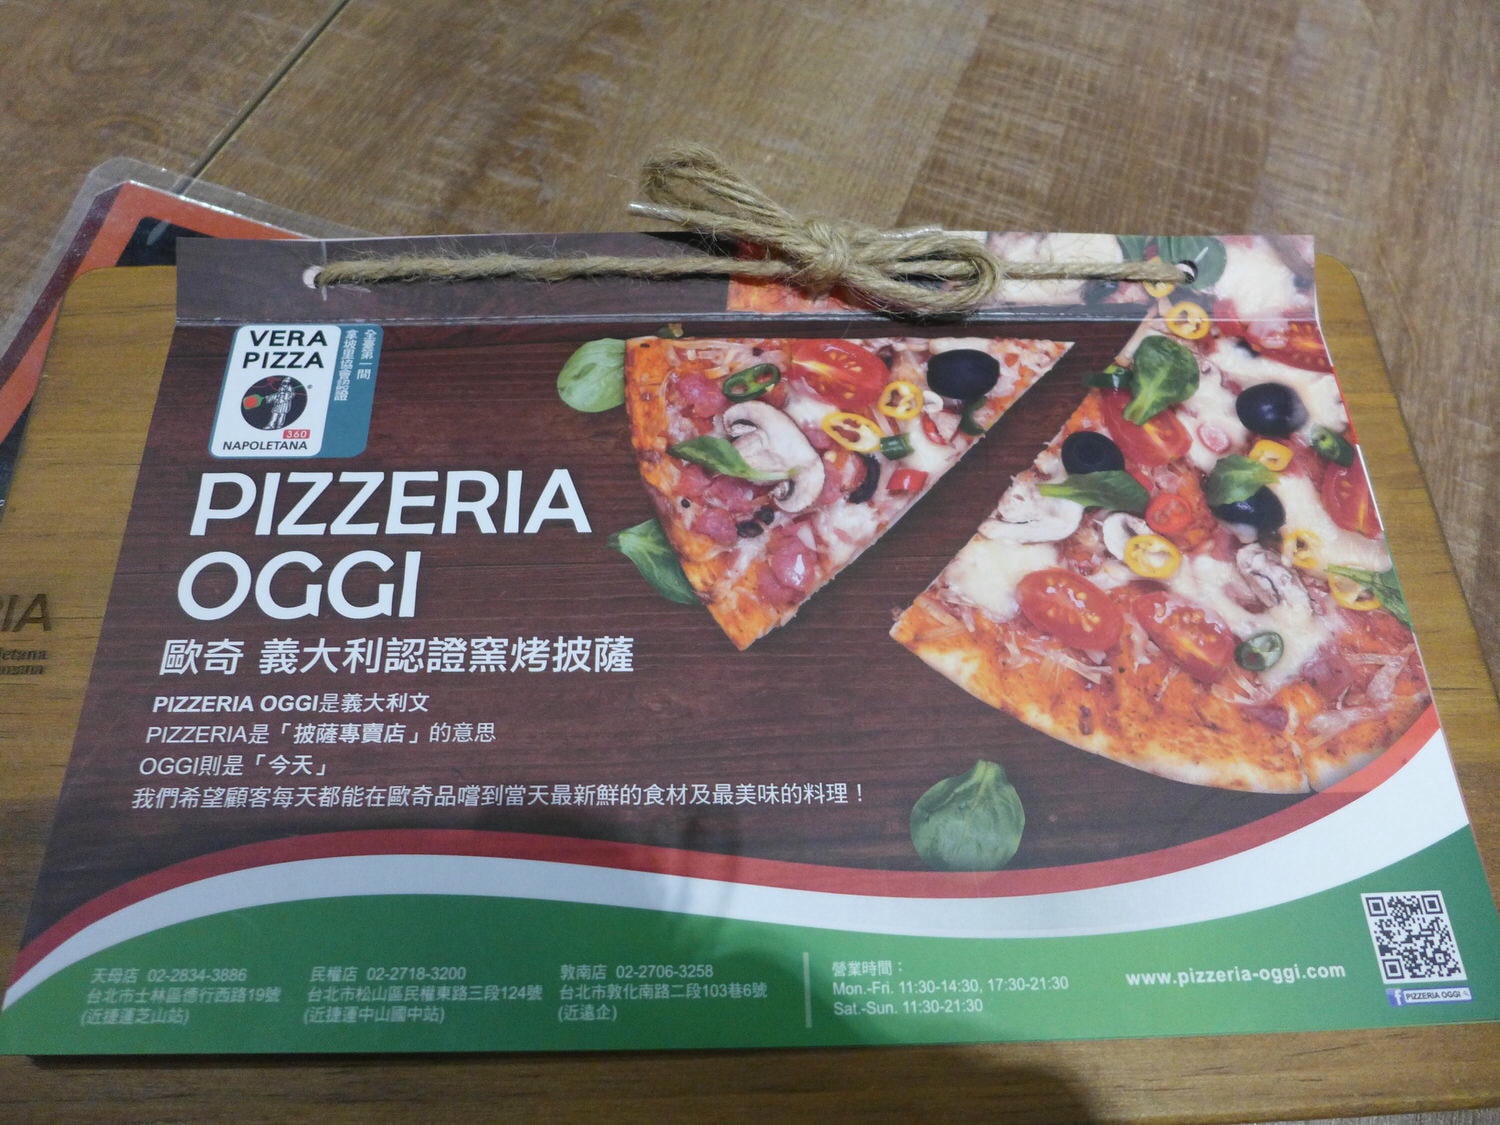 VERA
PIZZA
NAPOLETANA
360
全臺第一間
拿坡里協會認證
PIZZERIA
OGGI
歐奇 義大利認證窯烤披薩
PIZZERIA OGGI是義大利文
PIZZERIA是「披薩專賣店」的意思
OGGI則是「今天」
我們希望顧客每天都能在歐奇品嚐到當天最新鮮的食材及最美味的料理！
天母店 02-2834-3886
台北市士林區德行西路19號
(近捷運芝山站)
民權店 02-2718-3200
台北市松山區民權東路三段124號
(近捷運中山國中站)
敦南店 02-2706-3258
台北市敦化南路二段103巷6號
(近遠企)
營業時間：
Mon.-Fri. 11:30-14:30, 17:30-21:30
Sat.-Sun. 11:30-21:30
www.pizzeria-oggi.com
f PIZZERIA OGGI
RIA